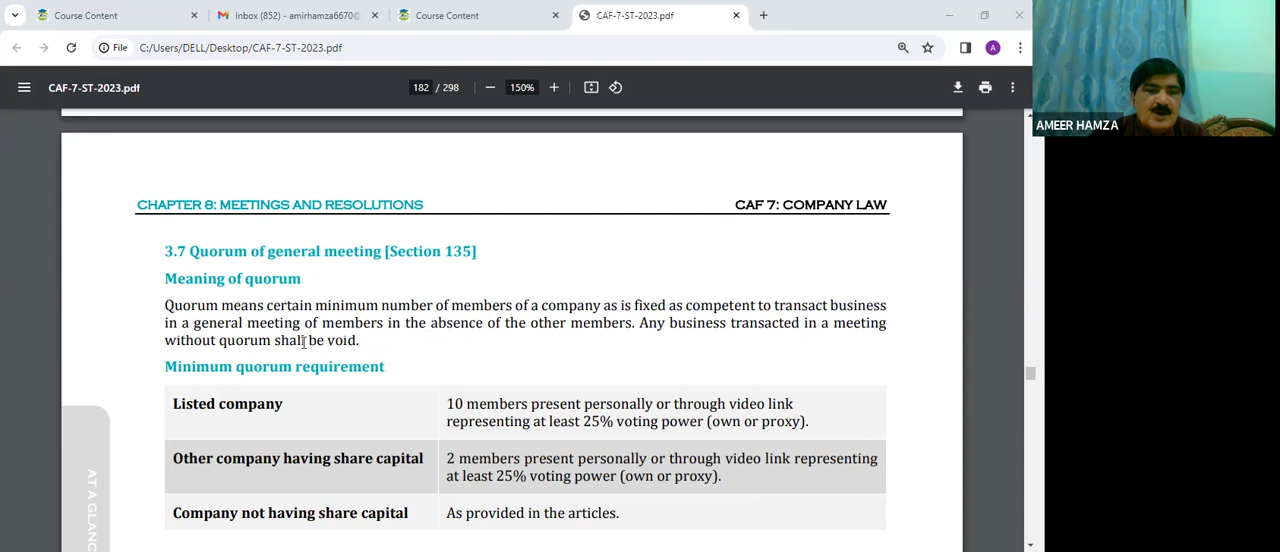 Course Content
Inbox (852) - amirhamza6670@
Course Content
CAF-7-ST-2023.pdf
File
C:/Users/DELL/Desktop/CAF-7-ST-2023.pdf
A
CAF-7-ST-2023.pdf
182 / 298
150%
AMEER HAMZA
CHAPTER 8: MEETINGS AND RESOLUTIONS
CAF 7: COMPANY LAW
3.7 Quorum of general meeting [Section 135]
Meaning of quorum
Quorum means certain minimum number of members of a company as is fixed as competent to transact business
in a general meeting of members in the absence of the other members. Any business transacted in a meeting
without quorum shall be void.
Minimum quorum requirement
Listed company
10 members present personally or through video link
representing at least 25% voting power (own or proxy).
Other company having share capital
2 members present personally or through video link representing
at least 25% voting power (own or proxy).
Company not having share capital
As provided in the articles.
AT A GLANC